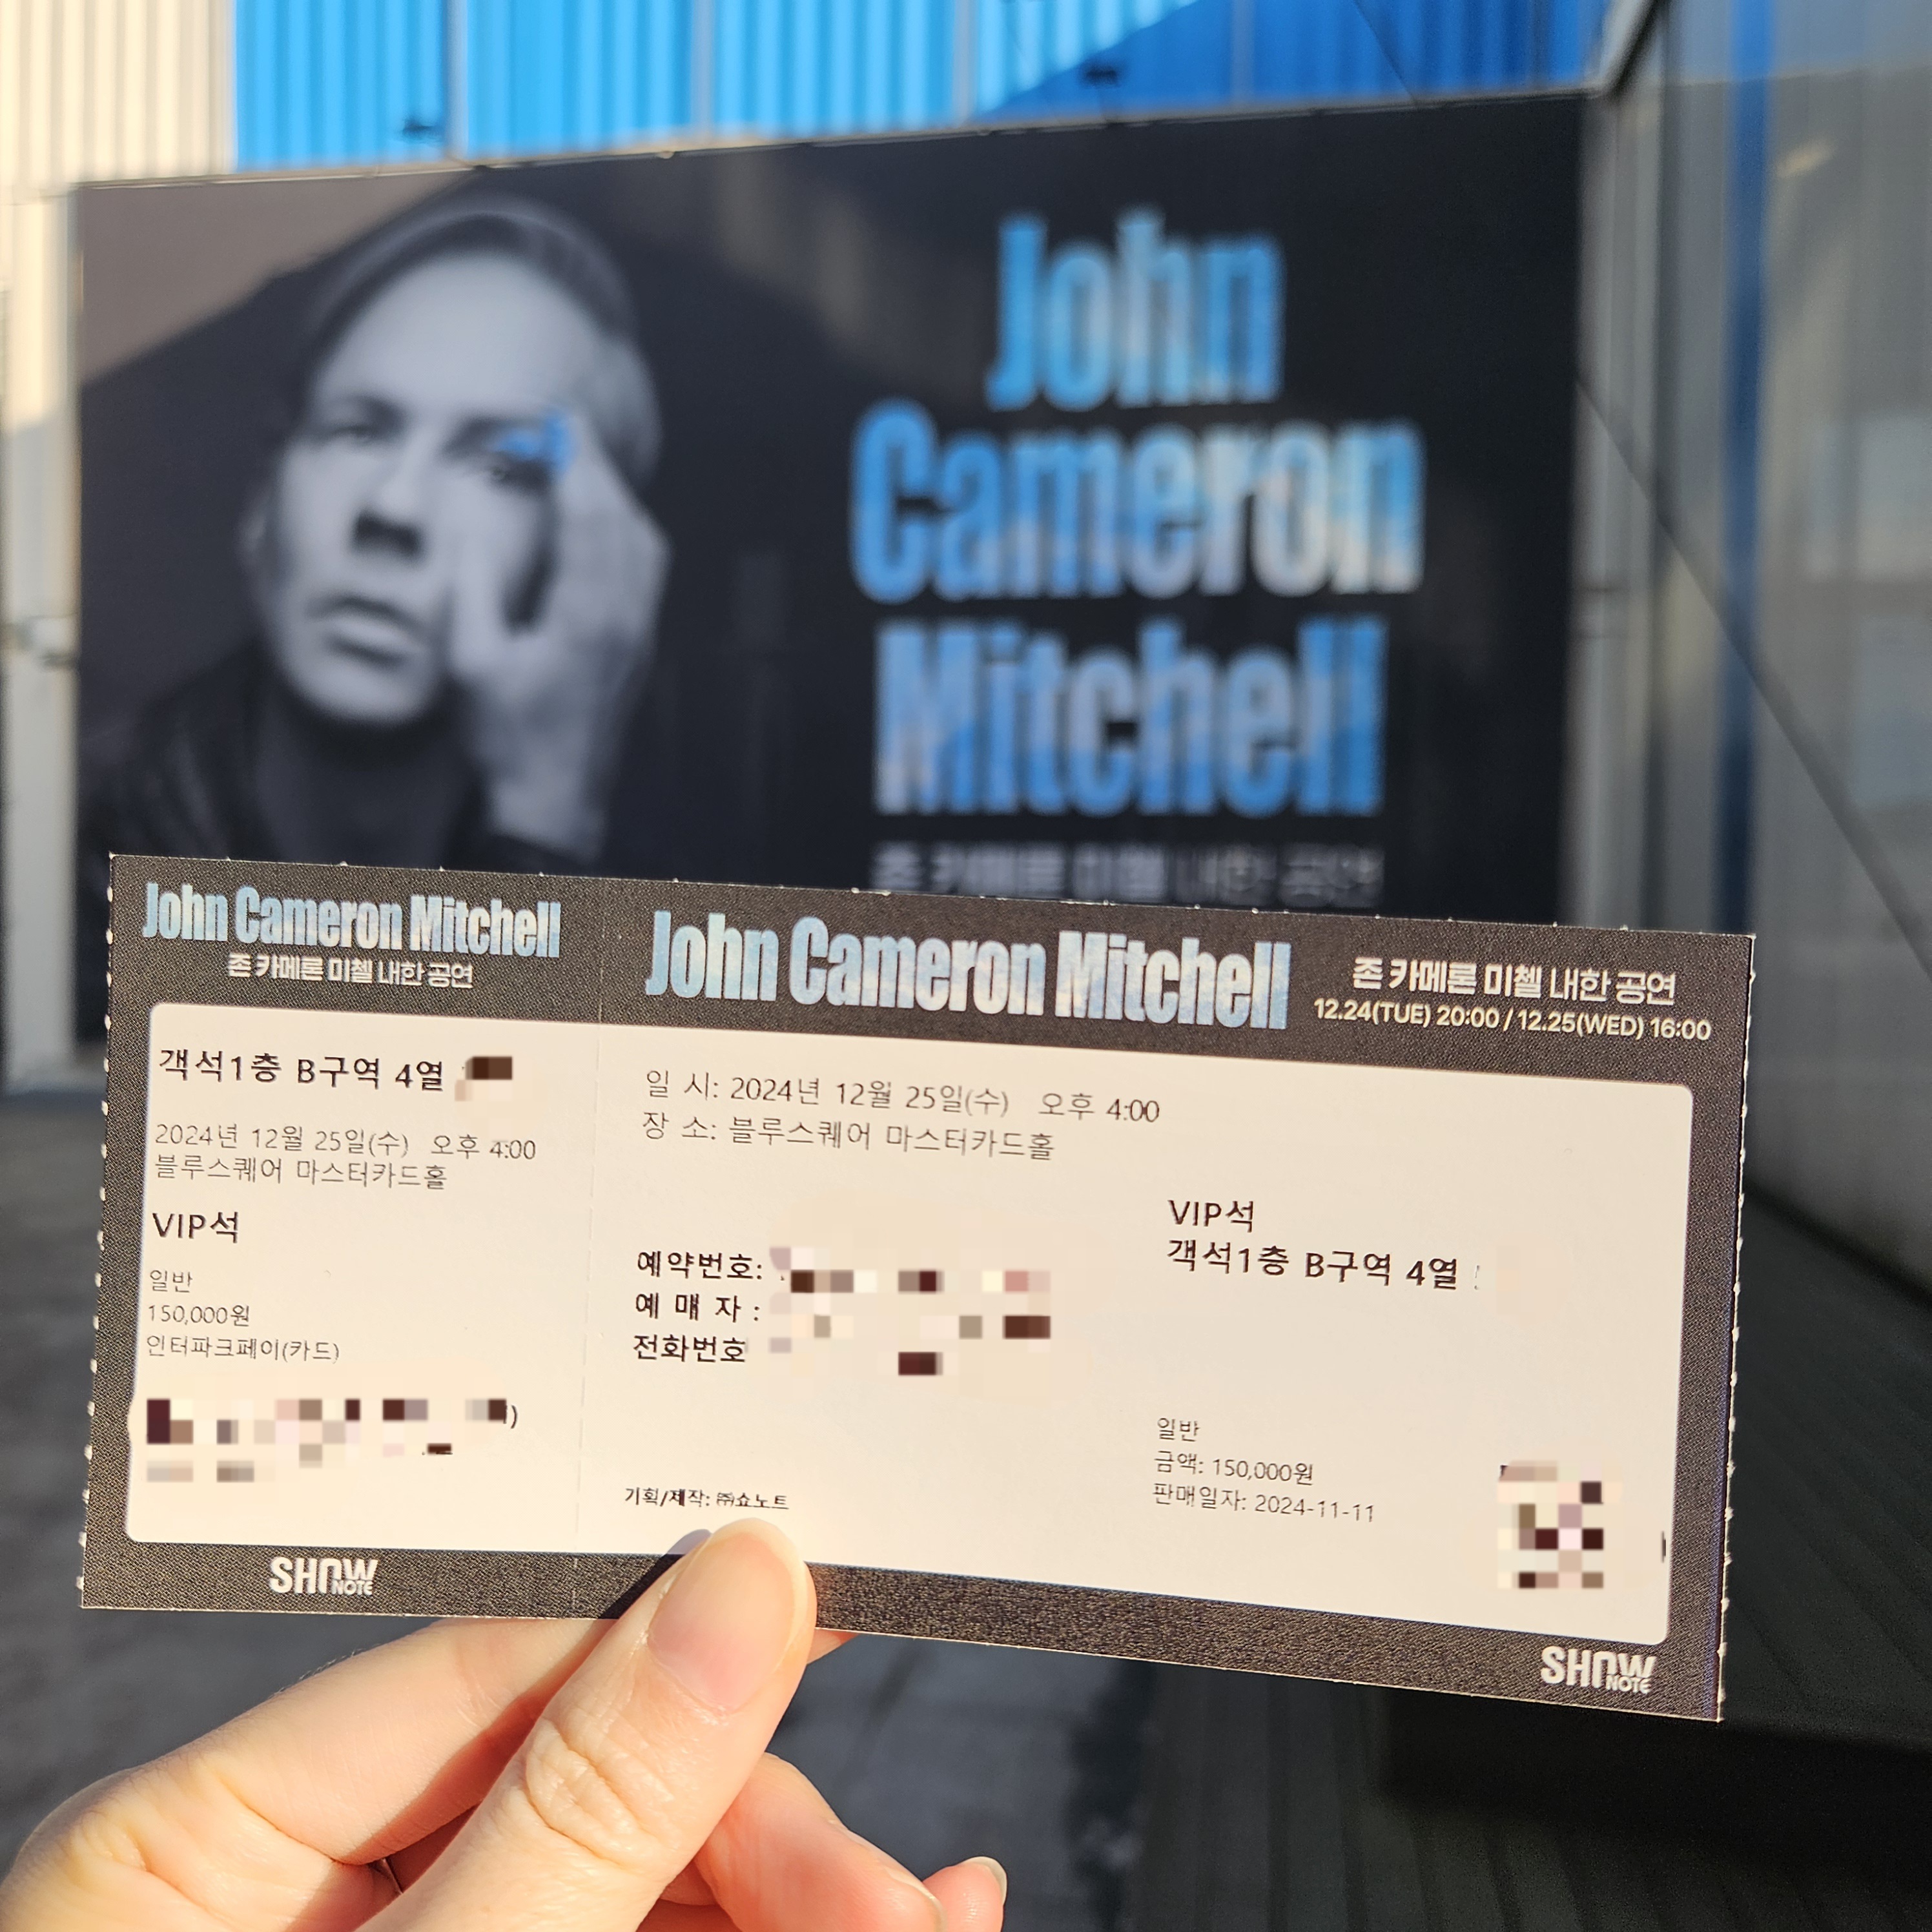 John
Cameron
Mitchell
존 카메론 미첼 내한 공연
John Cameron Mitchell
존 카메론 미첼 내한 공연
객석1층 B구역 4열
2024년 12월 25일(수) 오후 4:00
블루스퀘어 마스터카드홀
VIP석
일반
150,000원
인터파크페이(카드)
SHOW
NOTE
John Cameron Mitchell
존 카메론 미첼 내한 공연
12.24(TUE) 20:00 / 12.25(WED) 16:00
일 시: 2024년 12월 25일(수) 오후 4:00
장 소: 블루스퀘어 마스터카드홀
VIP석
객석1층 B구역 4열
예약번호:
예 매 자 :
전화번호
일반
금액: 150,000원
판매일자: 2024-11-11
기획/제작: ㈜쇼노트
SHOW
NOTE